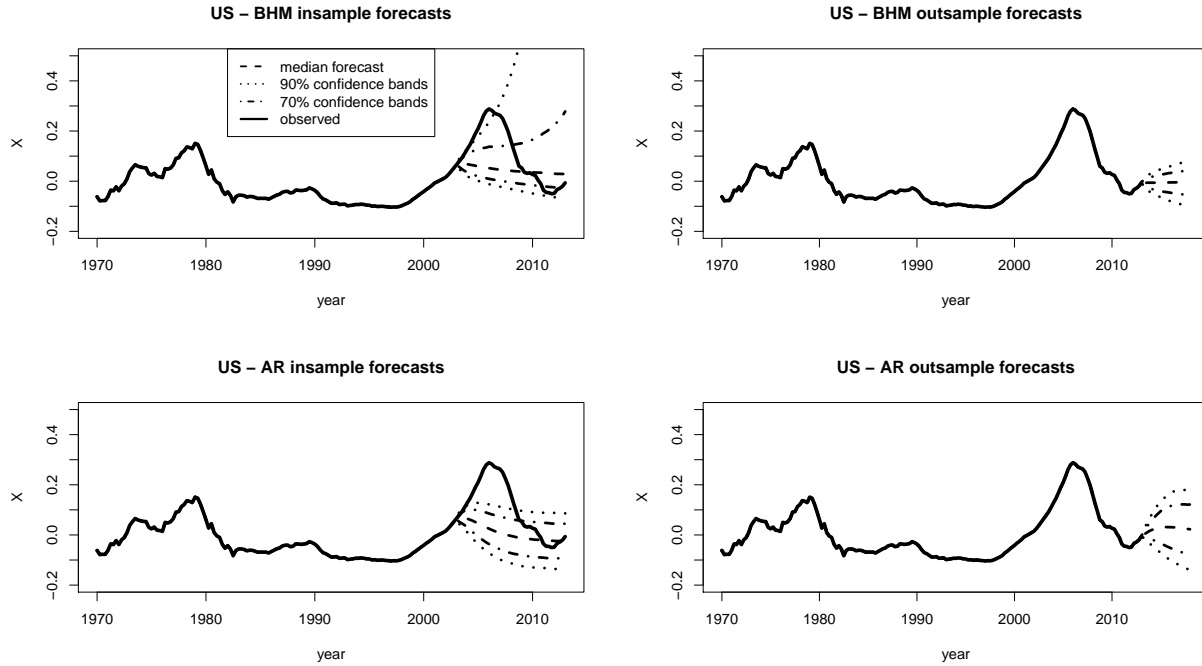 US – BHM insample forecasts
X
−0.2 0.0 0.2 0.4
median forecast
90% confidence bands
70% confidence bands
observed
1970 1980 1990 2000 2010
year
US – BHM outsample forecasts
X
−0.2 0.0 0.2 0.4
1970 1980 1990 2000 2010
year
US – AR insample forecasts
X
−0.2 0.0 0.2 0.4
1970 1980 1990 2000 2010
year
US – AR outsample forecasts
X
−0.2 0.0 0.2 0.4
1970 1980 1990 2000 2010
year